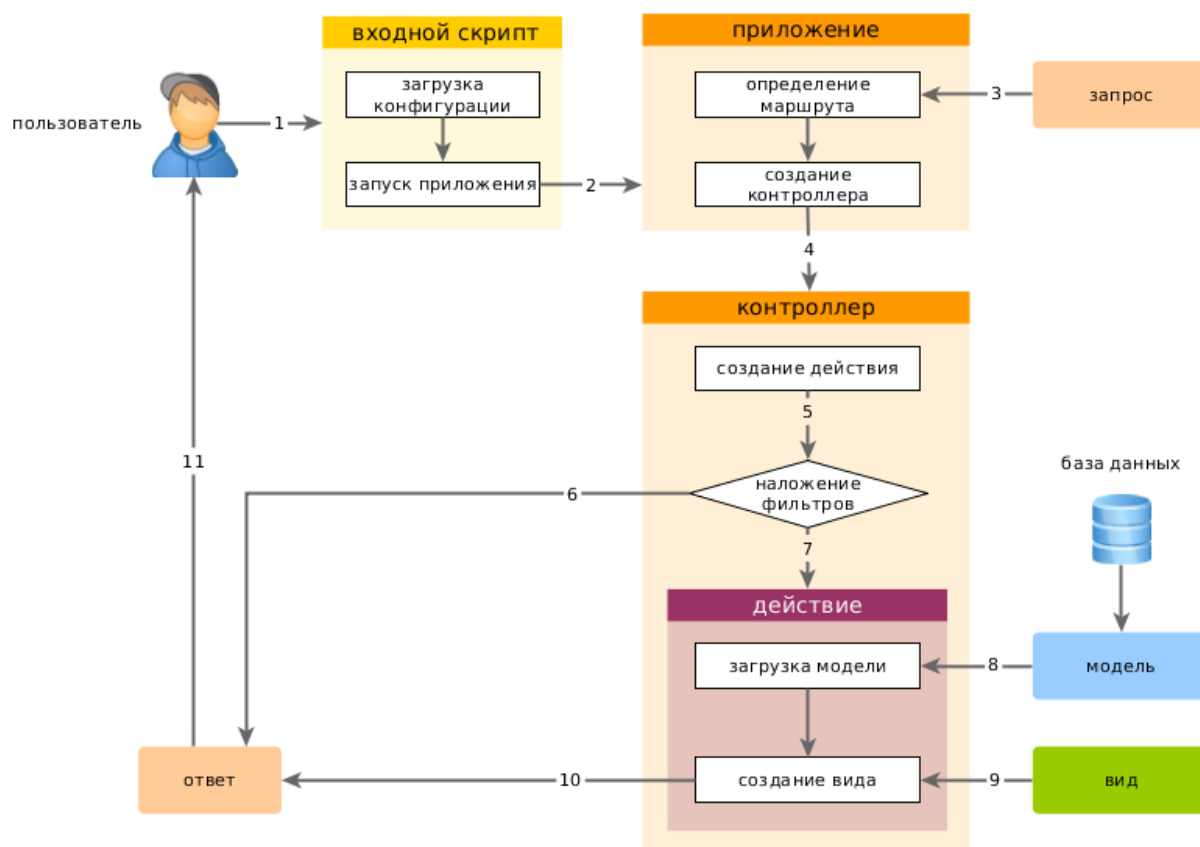 входной скрипт
приложение
загрузка
конфигурации
определение
маршрута
3
запрос
пользователь
1
запуск приложения
2
создание
контроллера
4
контроллер
создание действия
5
база данных
11
наложение
фильтров
6
7
действие
загрузка модели
8
модель
ответ
10
создание вида
9
вид